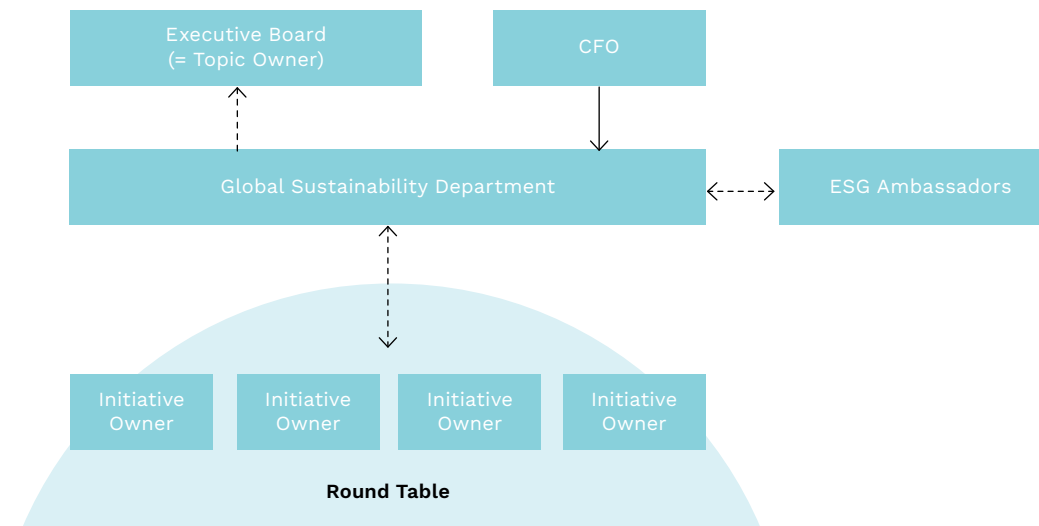 Executive Board
(= Topic Owner)
CFO
Global Sustainability Department
ESG Ambassadors
Initiative
Owner
Initiative
Owner
Initiative
Owner
Initiative
Owner
Round Table